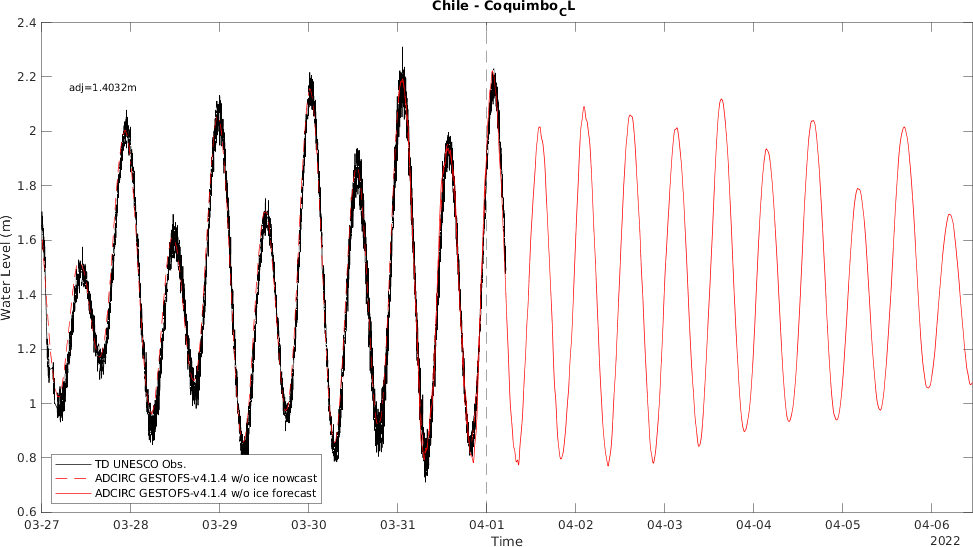 Chile - Coquimbo_CL
adj=1.4032m
Water Level (m)
2.4
2.2
2
1.8
1.6
1.4
1.2
1
0.8
0.6
TD UNESCO Obs.
ADCIRC GESTOFS-v4.1.4 w/o ice nowcast
ADCIRC GESTOFS-v4.1.4 w/o ice forecast
03-27 03-28 03-29 03-30 03-31 04-01 04-02 04-03 04-04 04-05 04-06
Time
2022